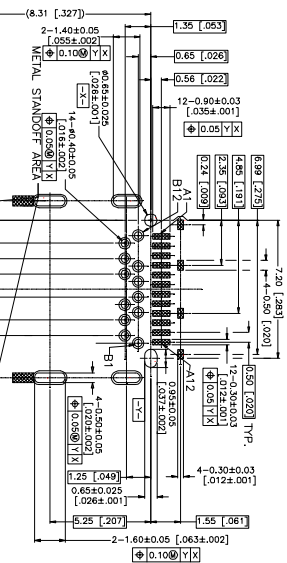 (8.31 [.327])
1.35 [.053]
2-1.40±0.05
[.055±.002]
⌖ 0.10Ⓜ Y X
0.65 [.026]
0.56 [.022]
ø0.65±0.025
[.026±.001]
-X-
12-0.90±0.03
[.035±.001]
⌖ 0.05 Y X
METAL STANDOFF AREA
14-ø0.40±0.05
[.016±.002]
⌖ 0.05Ⓜ Y X
A1
B12
0.24 [.009]
2.35 [.093]
4.85 [.191]
6.99 [.275]
7.20 [.283]
4-0.50 [.020]
B1
A12
0.50 [.020] TYP.
12-0.30±0.03
[.012±.001]
⌖ 0.05 Y X
0.95±0.05
[.037±.002]
-Y-
4-0.50±0.05
[.020±.002]
⌖ 0.05Ⓜ Y X
4-0.30±0.03
[.012±.001]
1.25 [.049]
0.65±0.025
[.026±.001]
5.25 [.207]
1.55 [.061]
2-1.60±0.05 [.063±.002]
⌖ 0.10Ⓜ Y X